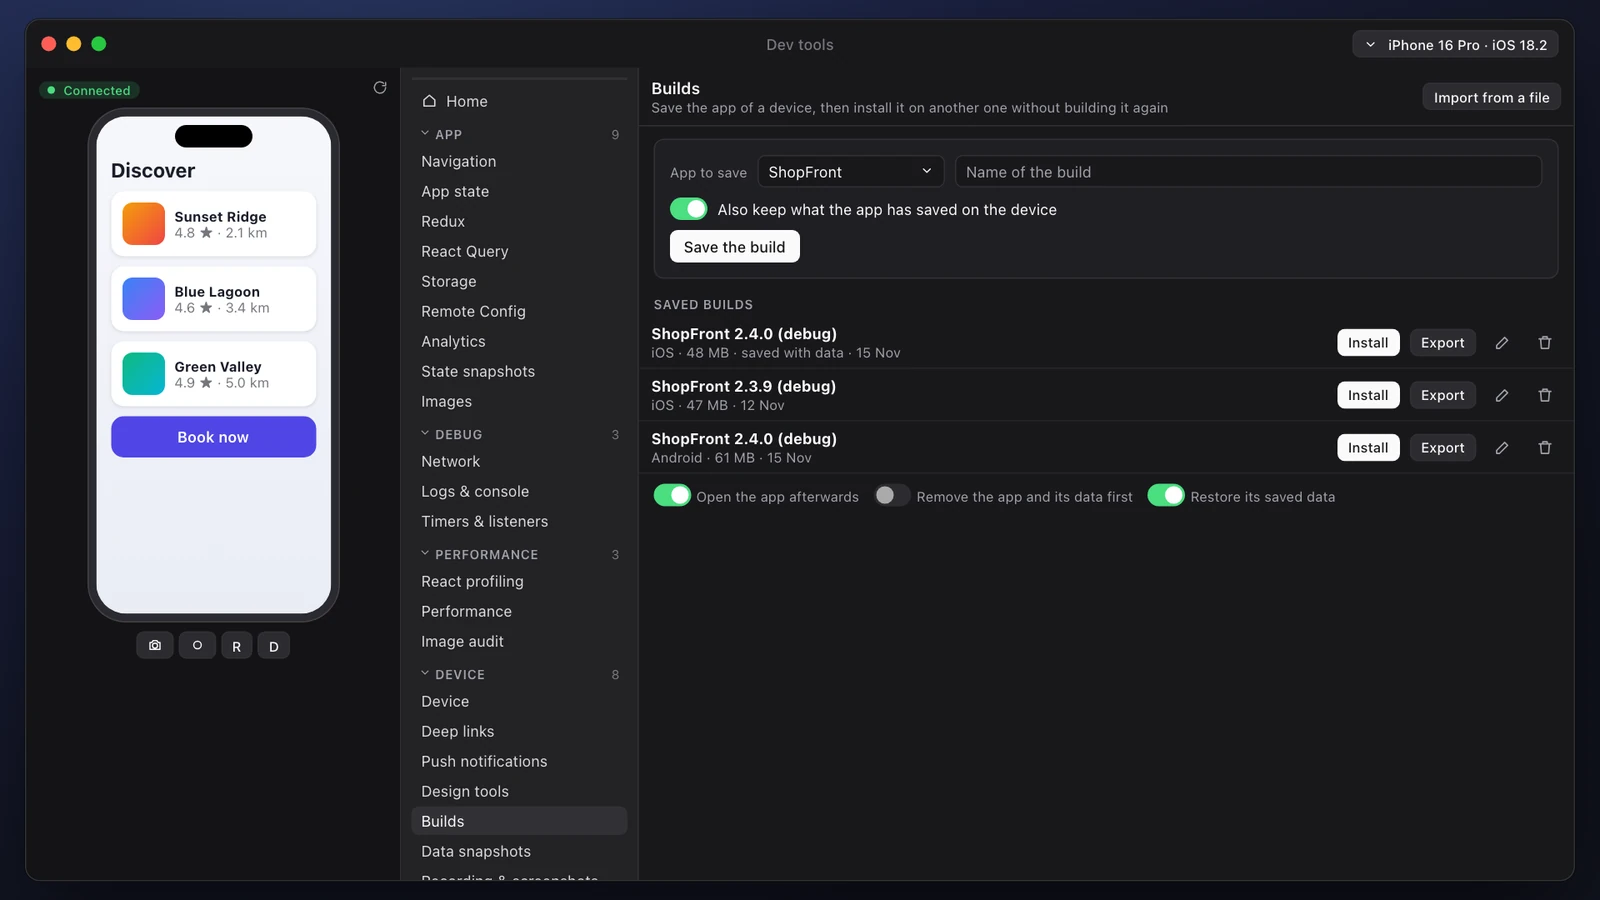 Dev tools
iPhone 16 Pro · iOS 18.2
Connected
Discover
Sunset Ridge
4.8 ★ · 2.1 km
Blue Lagoon
4.6 ★ · 3.4 km
Green Valley
4.9 ★ · 5.0 km
Book now
R
D
Home
APP 9
Navigation
App state
Redux
React Query
Storage
Remote Config
Analytics
State snapshots
Images
DEBUG 3
Network
Logs & console
Timers & listeners
PERFORMANCE 3
React profiling
Performance
Image audit
DEVICE 8
Device
Deep links
Push notifications
Design tools
Builds
Data snapshots
Recording & screenshots
Builds
Save the app of a device, then install it on another one without building it again
Import from a file
App to save
ShopFront
Name of the build
Also keep what the app has saved on the device
Save the build
SAVED BUILDS
ShopFront 2.4.0 (debug)
iOS · 48 MB · saved with data · 15 Nov
Install
Export
ShopFront 2.3.9 (debug)
iOS · 47 MB · 12 Nov
Install
Export
ShopFront 2.4.0 (debug)
Android · 61 MB · 15 Nov
Install
Export
Open the app afterwards
Remove the app and its data first
Restore its saved data